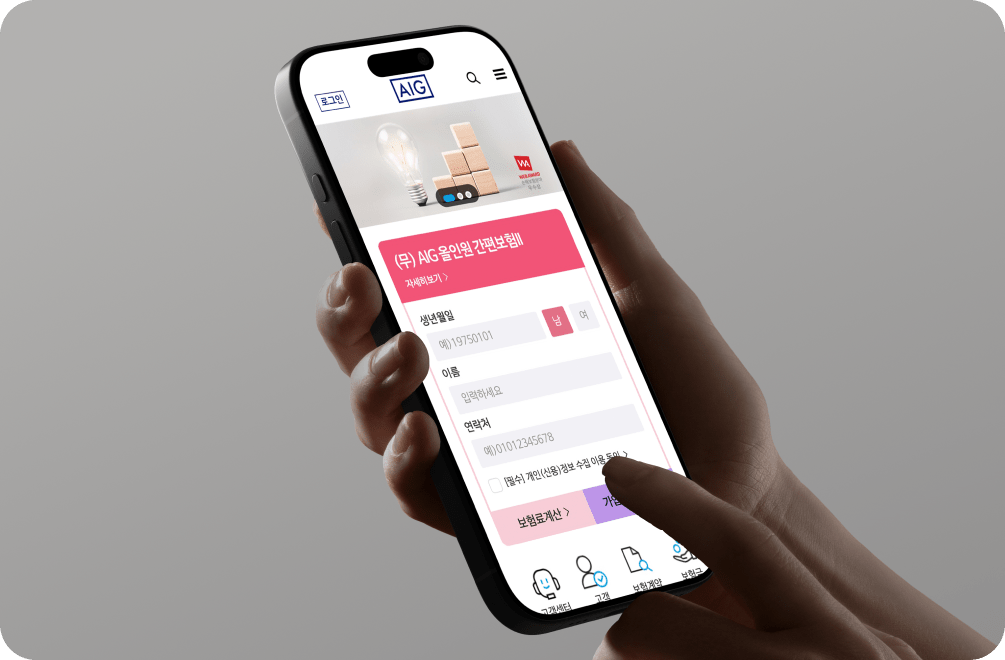 로그인
AIG
WEB AWARD
(무) AIG 올인원 간편보험II
자세히보기 〉
생년월일
예)19750101
남
여
이름
입력하세요
연락처
예)01012345678
[필수] 개인(신용)정보 수집 이용 동의 〉
보험료계산 〉
고객센터
고객
보험계약
보험금